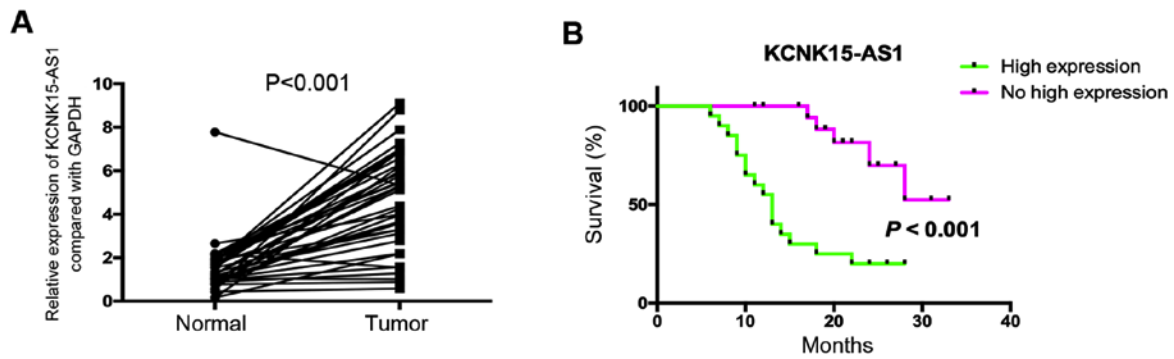 A
Relative expression of KCNK15-AS1
compared with GAPDH
P<0.001
10
8
6
4
2
0
Normal
Tumor
B
KCNK15-AS1
High expression
No high expression
Survival (%)
100
50
0
P < 0.001
0
10
20
30
40
Months